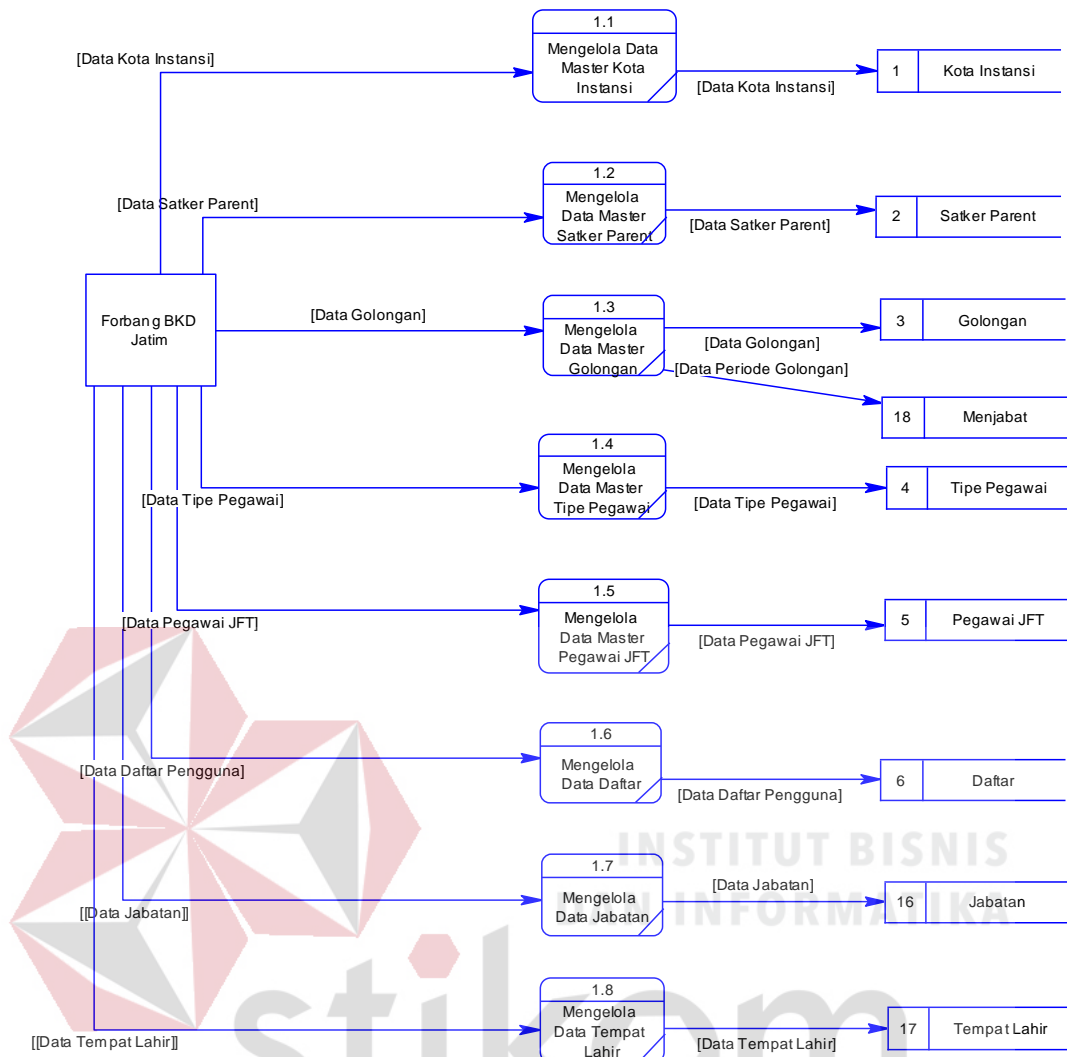 1.1
[Data Kota Instansi]
Mengelola Data
Master Kota
Instansi
[Data Kota Instansi]
1
Kota Instansi
1.2
[Data Satker Parent]
Mengelola
Data Master
Satker Parent
[Data Satker Parent]
2
Satker Parent
Forbang BKD
Jatim
[Data Golongan]
1.3
Mengelola
Data Master
Golongan
[Data Golongan]
3
Golongan
[Data Periode Golongan]
18
Menjabat
1.4
[Data Tipe Pegawai]
Mengelola
Data Master
Tipe Pegawai
[Data Tipe Pegawai]
4
Tipe Pegawai
1.5
[Data Pegawai JFT]
Mengelola
Data Master
Pegawai JFT
[Data Pegawai JFT]
5
Pegawai JFT
1.6
[Data Daftar Pengguna]
Mengelola
Data Daftar
[Data Daftar Pengguna]
6
Daftar
INSTITUT BISNIS
DAN INFORMATIKA
1.7
[[Data Jabatan]]
Mengelola
Data Jabatan
[Data Jabatan]
16
Jabatan
stikom
1.8
[[Data Tempat Lahir]]
Mengelola
Data Tempat
Lahir
[Data Tempat Lahir]
17
Tempat Lahir